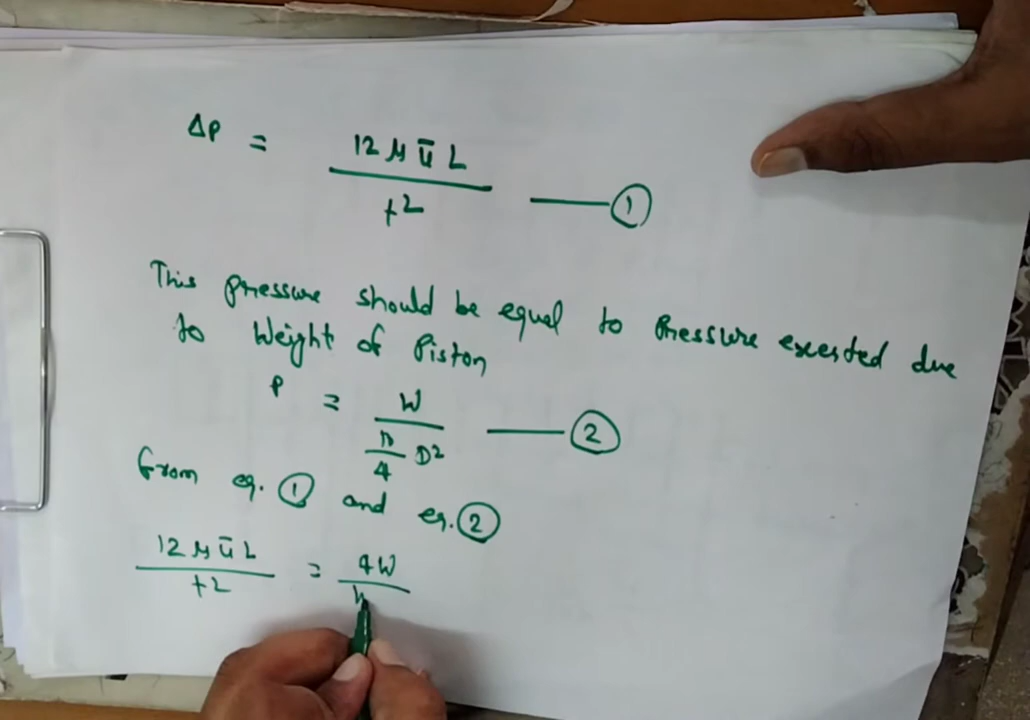 ΔP = 12 μ ū L / t² —— ①
This pressure should be equal to Pressure exerted due
to Weight of Piston
P = W / (π/4 D²) —— ②
From eq. ① and eq. ②
12 μ ū L / t² = 4W